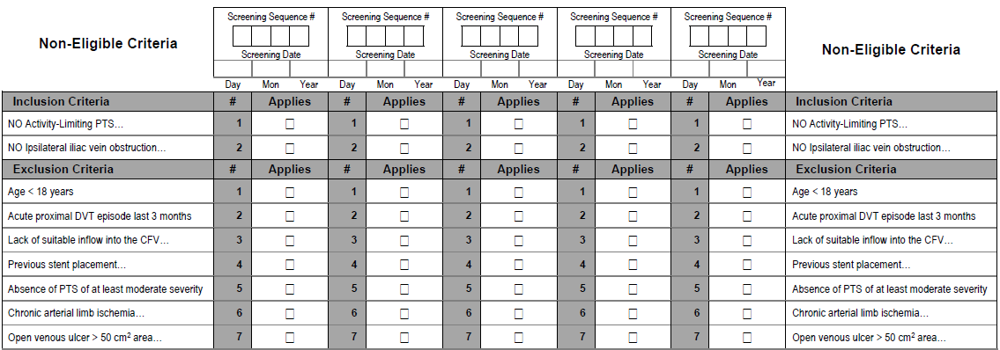 Screening Sequence # Screening Sequence # Screening Sequence # Screening Sequence # Screening Sequence #
Non-Eligible Criteria Non-Eligible Criteria
Screening Date Screening Date Screening Date Screening Date Screening Date
Day Mon Year Day Mon Year Day Mon Year Day Mon Year Day Mon Year
Inclusion Criteria # Applies # Applies # Applies # Applies # Applies Inclusion Criteria
NO Activity-Limiting PTS… 1 ☐ 1 ☐ 1 ☐ 1 ☐ 1 ☐ NO Activity-Limiting PTS…
NO Ipsilateral iliac vein obstruction… 2 ☐ 2 ☐ 2 ☐ 2 ☐ 2 ☐ NO Ipsilateral iliac vein obstruction…
Exclusion Criteria # Applies # Applies # Applies # Applies # Applies Exclusion Criteria
Age < 18 years 1 ☐ 1 ☐ 1 ☐ 1 ☐ 1 ☐ Age < 18 years
Acute proximal DVT episode last 3 months 2 ☐ 2 ☐ 2 ☐ 2 ☐ 2 ☐ Acute proximal DVT episode last 3 months
Lack of suitable inflow into the CFV… 3 ☐ 3 ☐ 3 ☐ 3 ☐ 3 ☐ Lack of suitable inflow into the CFV…
Previous stent placement… 4 ☐ 4 ☐ 4 ☐ 4 ☐ 4 ☐ Previous stent placement…
Absence of PTS of at least moderate severity 5 ☐ 5 ☐ 5 ☐ 5 ☐ 5 ☐ Absence of PTS of at least moderate severity
Chronic arterial limb ischemia… 6 ☐ 6 ☐ 6 ☐ 6 ☐ 6 ☐ Chronic arterial limb ischemia…
Open venous ulcer > 50 cm² area… 7 ☐ 7 ☐ 7 ☐ 7 ☐ 7 ☐ Open venous ulcer > 50 cm² area…